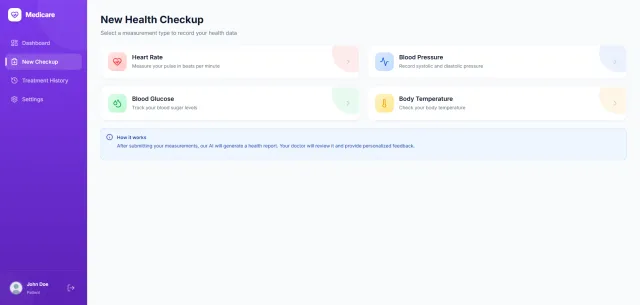 Medicare
Dashboard
New Checkup
Treatment History
Settings
John Doe
Patient
New Health Checkup
Select a measurement type to record your health data
Heart Rate
Measure your pulse in beats per minute
Blood Pressure
Record systolic and diastolic pressure
Blood Glucose
Track your blood sugar levels
Body Temperature
Check your body temperature
How it works
After submitting your measurements, our AI will generate a health report. Your doctor will review it and provide personalized feedback.